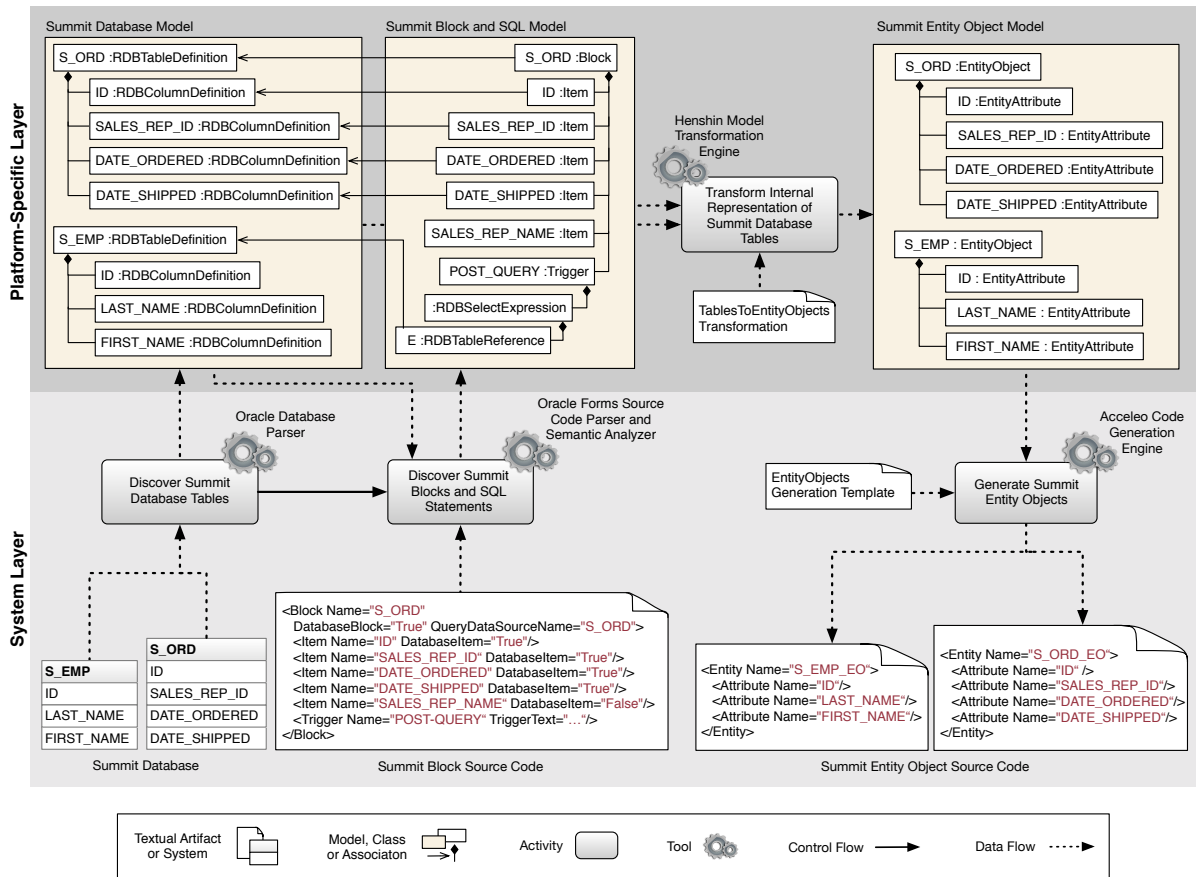 Platform-Specific Layer
Summit Database Model
S_ORD :RDBTableDefinition
ID :RDBColumnDefinition
SALES_REP_ID :RDBColumnDefinition
DATE_ORDERED :RDBColumnDefinition
DATE_SHIPPED :RDBColumnDefinition
S_EMP :RDBTableDefinition
ID :RDBColumnDefinition
LAST_NAME :RDBColumnDefinition
FIRST_NAME :RDBColumnDefinition
Summit Block and SQL Model
S_ORD :Block
ID :Item
SALES_REP_ID :Item
DATE_ORDERED :Item
DATE_SHIPPED :Item
SALES_REP_NAME :Item
POST_QUERY :Trigger
:RDBSelectExpression
E :RDBTableReference
Henshin Model
Transformation
Engine
Transform Internal
Representation of
Summit Database
Tables
TablesToEntityObjects
Transformation
Summit Entity Object Model
S_ORD :EntityObject
ID :EntityAttribute
SALES_REP_ID :EntityAttribute
DATE_ORDERED :EntityAttribute
DATE_SHIPPED :EntityAttribute
S_EMP : EntityObject
ID : EntityAttribute
LAST_NAME : EntityAttribute
FIRST_NAME : EntityAttribute
System Layer
Oracle Database
Parser
Discover Summit
Database Tables
Oracle Forms Source
Code Parser and
Semantic Analyzer
Discover Summit
Blocks and SQL
Statements
Acceleo Code
Generation
Engine
EntityObjects
Generation Template
Generate Summit
Entity Objects
S_EMP
ID
LAST_NAME
FIRST_NAME
S_ORD
ID
SALES_REP_ID
DATE_ORDERED
DATE_SHIPPED
Summit Database
<Block Name="S_ORD"
DatabaseBlock="True" QueryDataSourceName="S_ORD">
<Item Name="ID" DatabaseItem="True"/>
<Item Name="SALES_REP_ID“ DatabaseItem="True"/>
<Item Name="DATE_ORDERED" DatabaseItem="True"/>
<Item Name="DATE_SHIPPED" DatabaseItem="True"/>
<Item Name="SALES_REP_NAME" DatabaseItem="False"/>
<Trigger Name="POST-QUERY“ TriggerText="…“/>
</Block>
Summit Block Source Code
<Entity Name="S_EMP_EO">
<Attribute Name="ID“/>
<Attribute Name="LAST_NAME“/>
<Attribute Name="FIRST_NAME“/>
</Entity>
<Entity Name="S_ORD_EO">
<Attribute Name="ID" />
<Attribute Name="SALES_REP_ID“/>
<Attribute Name="DATE_ORDERED“/>
<Attribute Name="DATE_SHIPPED“/>
</Entity>
Summit Entity Object Source Code
Textual Artifact
or System
Model, Class
or Associaton
Activity
Tool
Control Flow
Data Flow